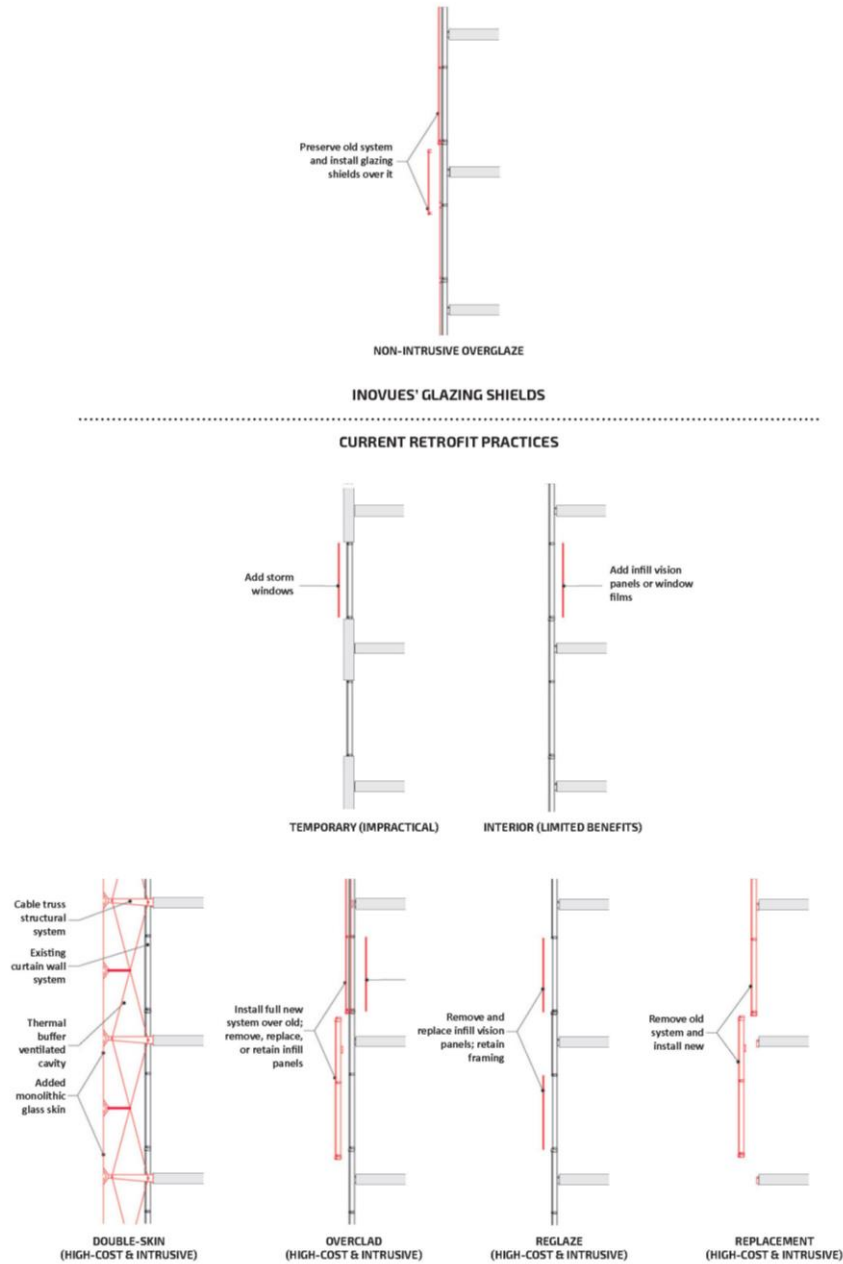 Preserve old system
and install glazing
shields over it
NON-INTRUSIVE OVERGLAZE
INOVUES’ GLAZING SHIELDS
CURRENT RETROFIT PRACTICES
Add storm
windows
Add infill vision
panels or window
films
TEMPORARY (IMPRACTICAL)
INTERIOR (LIMITED BENEFITS)
Cable truss
structural
system
Existing
curtain wall
system
Thermal
buffer
ventilated
cavity
Added
monolithic
glass skin
DOUBLE-SKIN
(HIGH-COST & INTRUSIVE)
Install full new
system over old;
remove, replace,
or retain infill
panels
OVERCLAD
(HIGH-COST & INTRUSIVE)
Remove and
replace infill vision
panels; retain
framing
REGLAZE
(HIGH-COST & INTRUSIVE)
Remove old
system and
install new
REPLACEMENT
(HIGH-COST & INTRUSIVE)